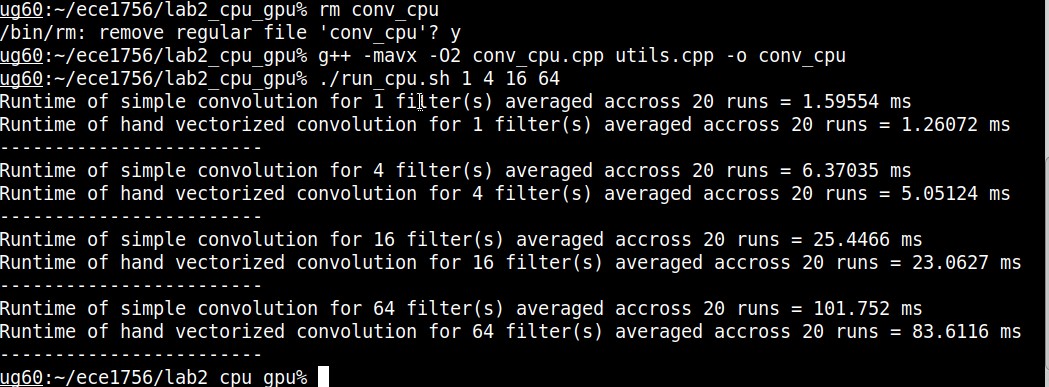 ug60:~/ece1756/lab2_cpu_gpu% rm conv_cpu
/bin/rm: remove regular file 'conv_cpu'? y
ug60:~/ece1756/lab2_cpu_gpu% g++ -mavx -O2 conv_cpu.cpp utils.cpp -o conv_cpu
ug60:~/ece1756/lab2_cpu_gpu% ./run_cpu.sh 1 4 16 64
Runtime of simple convolution for 1 filter(s) averaged accross 20 runs = 1.59554 ms
Runtime of hand vectorized convolution for 1 filter(s) averaged accross 20 runs = 1.26072 ms
------------------------
Runtime of simple convolution for 4 filter(s) averaged accross 20 runs = 6.37035 ms
Runtime of hand vectorized convolution for 4 filter(s) averaged accross 20 runs = 5.05124 ms
------------------------
Runtime of simple convolution for 16 filter(s) averaged accross 20 runs = 25.4466 ms
Runtime of hand vectorized convolution for 16 filter(s) averaged accross 20 runs = 23.0627 ms
------------------------
Runtime of simple convolution for 64 filter(s) averaged accross 20 runs = 101.752 ms
Runtime of hand vectorized convolution for 64 filter(s) averaged accross 20 runs = 83.6116 ms
------------------------
ug60:~/ece1756/lab2_cpu_gpu%